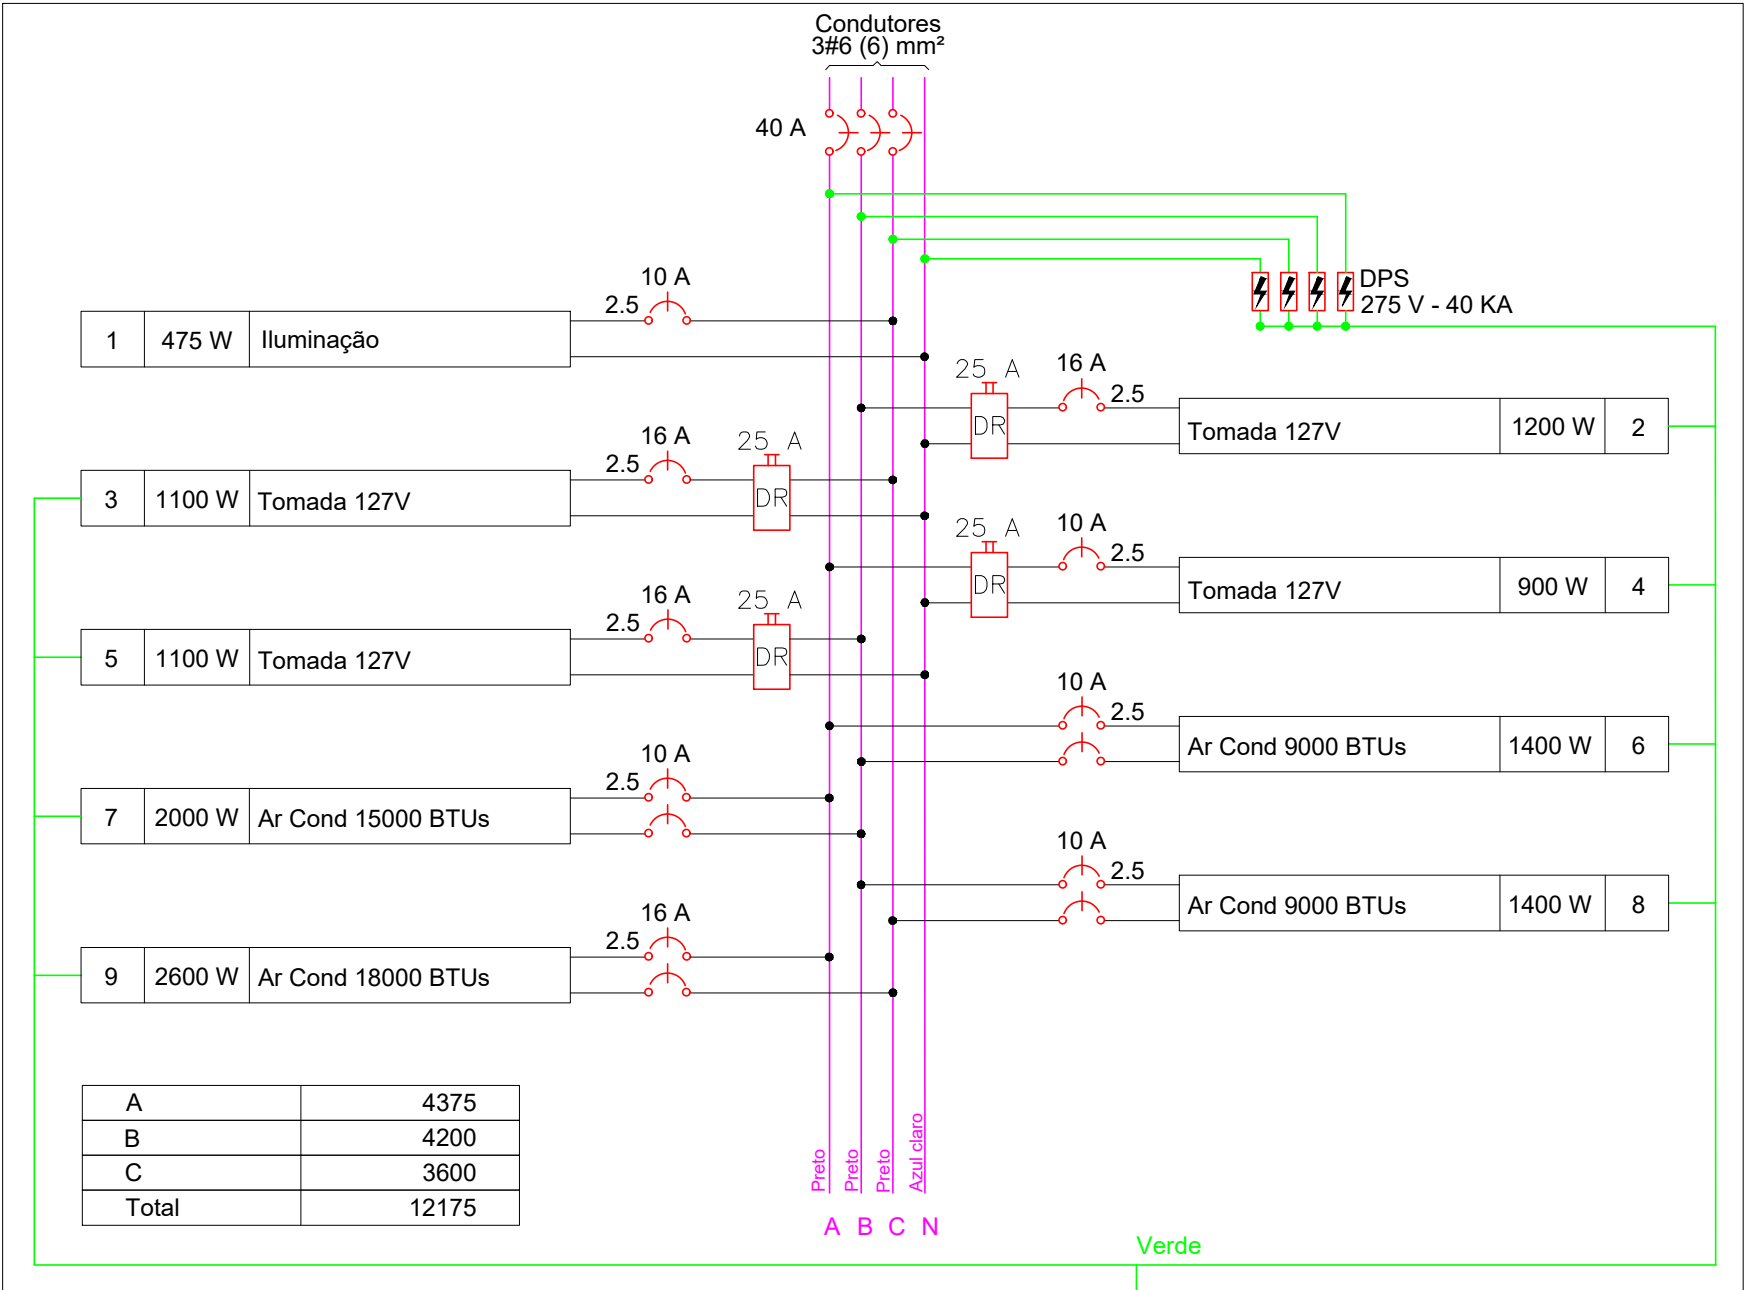 Condutores
3#6 (6) mm²
40 A
DPS
275 V - 40 KA
10 A
2.5
1 475 W Iluminação
25 A
16 A
2.5
DR
Tomada 127V 1200 W 2
16 A
25 A
2.5
DR
3 1100 W Tomada 127V
25 A
10 A
2.5
DR
Tomada 127V 900 W 4
16 A
25 A
2.5
DR
5 1100 W Tomada 127V
10 A
2.5
Ar Cond 9000 BTUs 1400 W 6
10 A
2.5
7 2000 W Ar Cond 15000 BTUs
10 A
2.5
Ar Cond 9000 BTUs 1400 W 8
16 A
2.5
9 2600 W Ar Cond 18000 BTUs
A 4375
B 4200
C 3600
Total 12175
Preto
Preto
Preto
Azul claro
A B C N
Verde